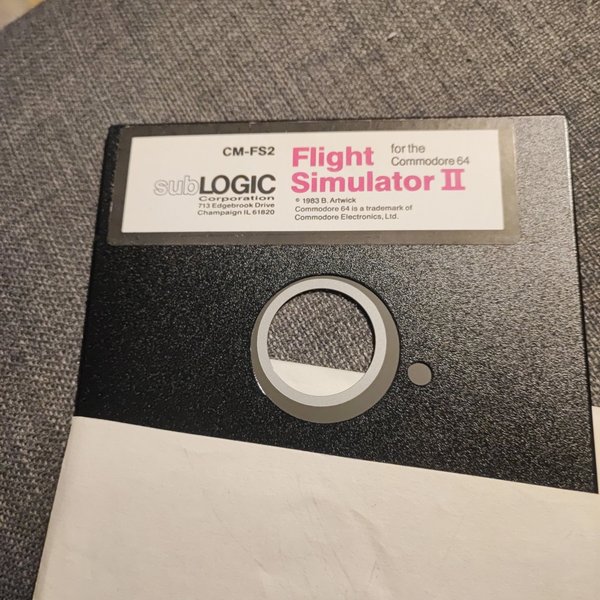 CM-FS2
subLOGIC
Corporation
713 Edgebrook Drive
Champaign IL 61820
Flight
Simulator II
for the
Commodore 64
© 1983 B. Artwick
Commodore 64 is a trademark of
Commodore Electronics, Ltd.